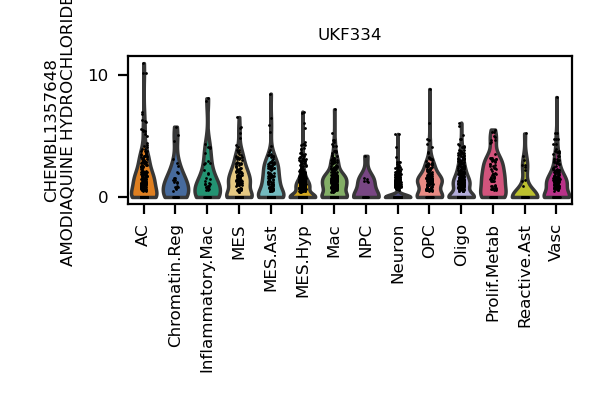 UKF334
CHEMBL1357648
AMODIAQUINE HYDROCHLORIDE
10
0
AC
Chromatin.Reg
Inflammatory.Mac
MES
MES.Ast
MES.Hyp
Mac
NPC
Neuron
OPC
Oligo
Prolif.Metab
Reactive.Ast
Vasc